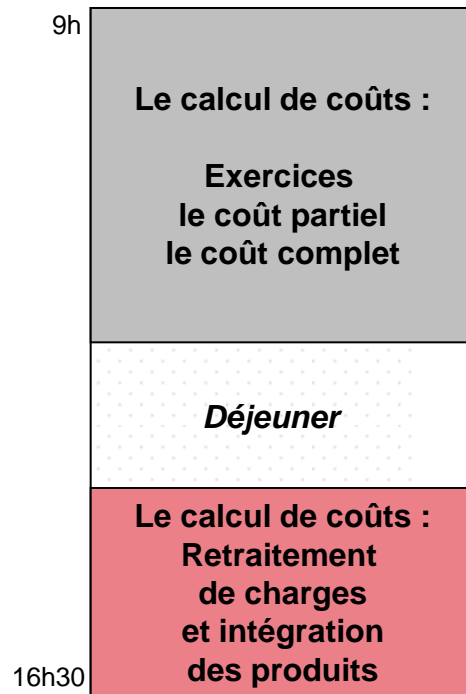 9h
Le calcul de coûts :
Exercices
le coût partiel
le coût complet
Déjeuner
Le calcul de coûts :
Retraitement
de charges
et intégration
des produits
16h30